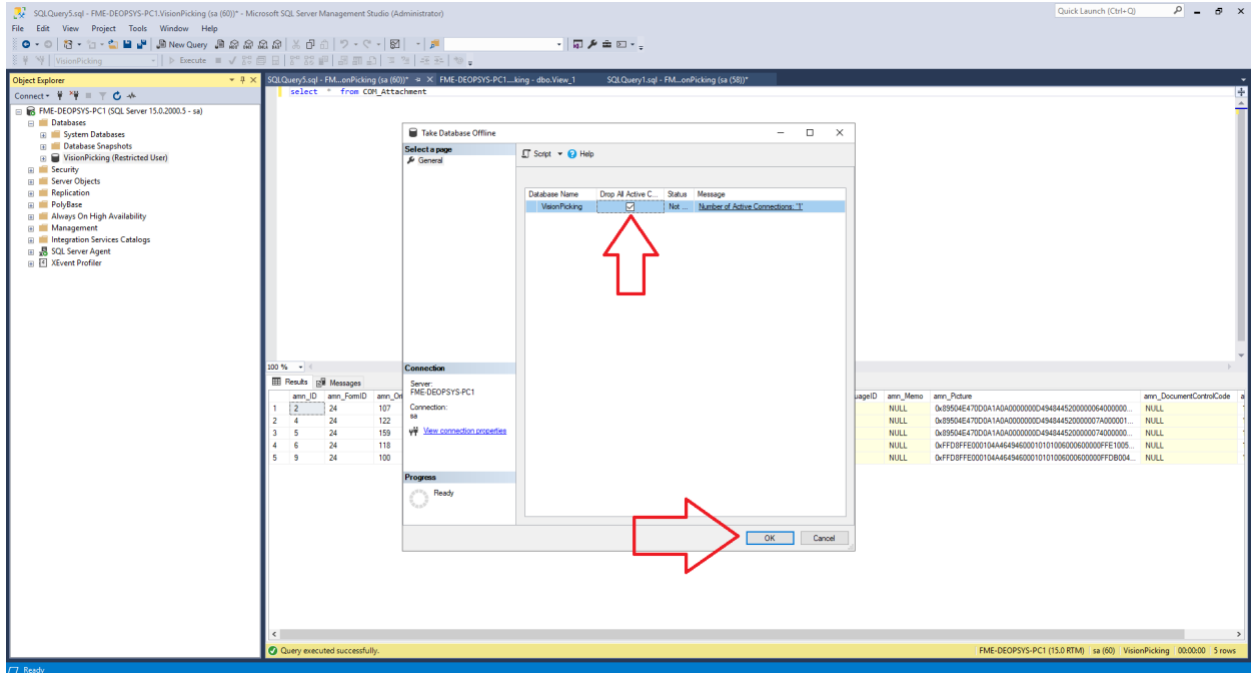 SQLQuery5.sql - FME-DEOPSYS-PC1.VisionPicking (sa (60))* - Microsoft SQL Server Management Studio (Administrator)
Quick Launch (Ctrl+Q)
File Edit View Project Tools Window Help
New Query
VisionPicking
Execute
Object Explorer
SQLQuery5.sql - FM...onPicking (sa (60))*
FME-DEOPSYS-PC1....king - dbo.View_1
SQLQuery1.sql - FM...onPicking (sa (58))*
Connect
select * from COM_Attachment
FME-DEOPSYS-PC1 (SQL Server 15.0.2000.5 - sa)
Databases
System Databases
Database Snapshots
VisionPicking (Restricted User)
Security
Server Objects
Replication
PolyBase
Always On High Availability
Management
Integration Services Catalogs
SQL Server Agent
XEvent Profiler
Take Database Offline
Select a page
General
Script Help
Database Name Drop All Active C... Status Message
VisionPicking Not ... Number of Active Connections: '1'
Connection
Server:
FME-DEOPSYS-PC1
Connection:
sa
View connection properties
Progress
Ready
OK Cancel
100 %
Results Messages
amn_ID amn_FormID amn_Or uageID amn_Memo amn_Picture amn_DocumentControlCode a
1 2 24 107 NULL 0x89504E470D0A1A0A0000000D4948445200000064000000... NULL
2 4 24 122 NULL 0x89504E470D0A1A0A0000000D494844520000007A000001... NULL
3 5 24 159 NULL 0x89504E470D0A1A0A0000000D4948445200000074000000... NULL
4 6 24 118 NULL 0xFFD8FFE000104A46494600010101006000600000FFE1005... NULL
5 9 24 100 NULL 0xFFD8FFE000104A46494600010101006000600000FFDB004... NULL
Query executed successfully.
FME-DEOPSYS-PC1 (15.0 RTM) sa (60) VisionPicking 00:00:00 5 rows
Ready